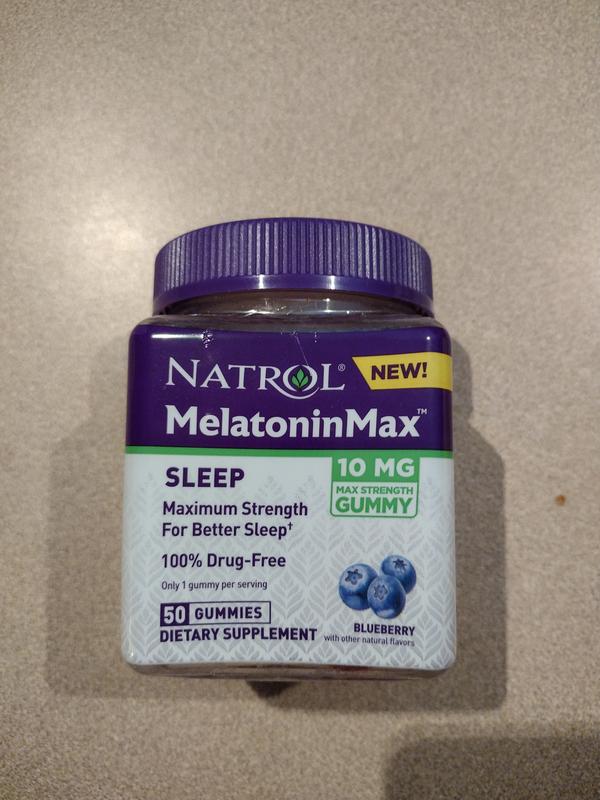 NATROL®
NEW!
MelatoninMax™
SLEEP
10 MG
MAX STRENGTH
GUMMY
Maximum Strength
For Better Sleep†
100% Drug-Free
Only 1 gummy per serving
50 GUMMIES
DIETARY SUPPLEMENT
BLUEBERRY
with other natural flavors